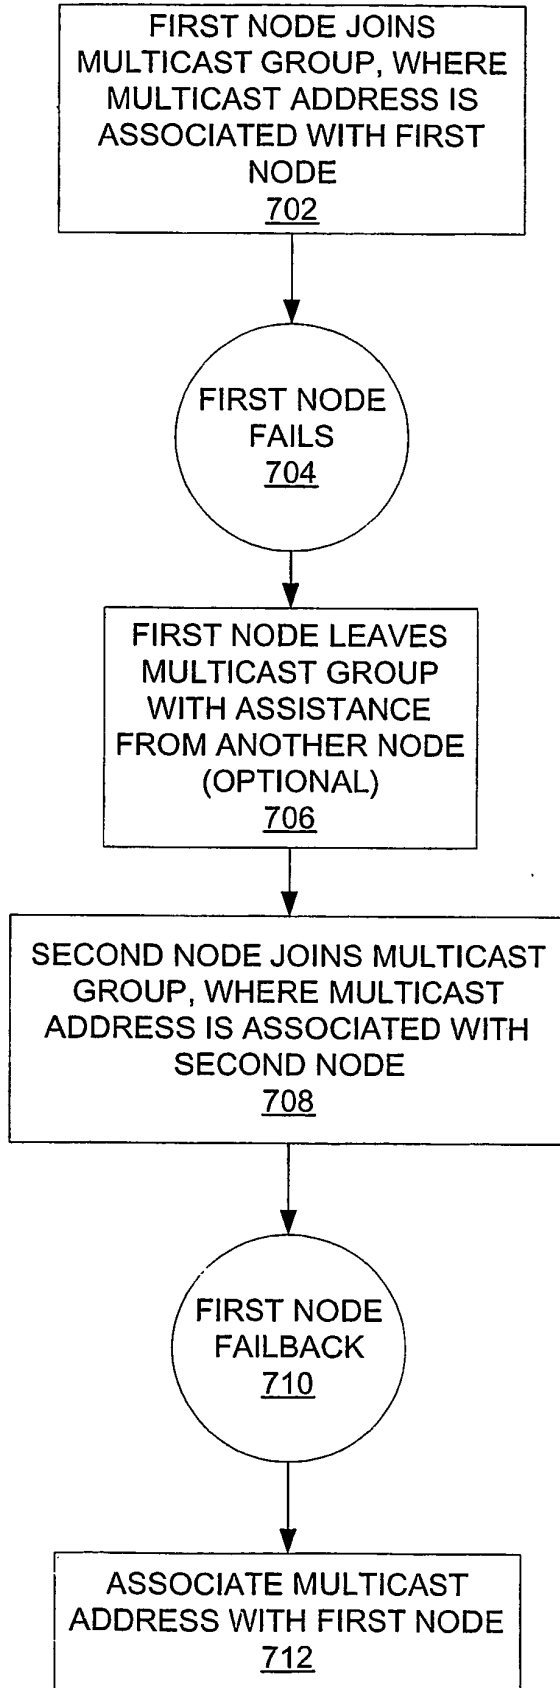 FIRST NODE JOINS
MULTICAST GROUP, WHERE
MULTICAST ADDRESS IS
ASSOCIATED WITH FIRST
NODE
702
FIRST NODE
FAILS
704
FIRST NODE LEAVES
MULTICAST GROUP
WITH ASSISTANCE
FROM ANOTHER NODE
(OPTIONAL)
706
SECOND NODE JOINS MULTICAST
GROUP, WHERE MULTICAST
ADDRESS IS ASSOCIATED WITH
SECOND NODE
708
FIRST NODE
FAILBACK
710
ASSOCIATE MULTICAST
ADDRESS WITH FIRST NODE
712